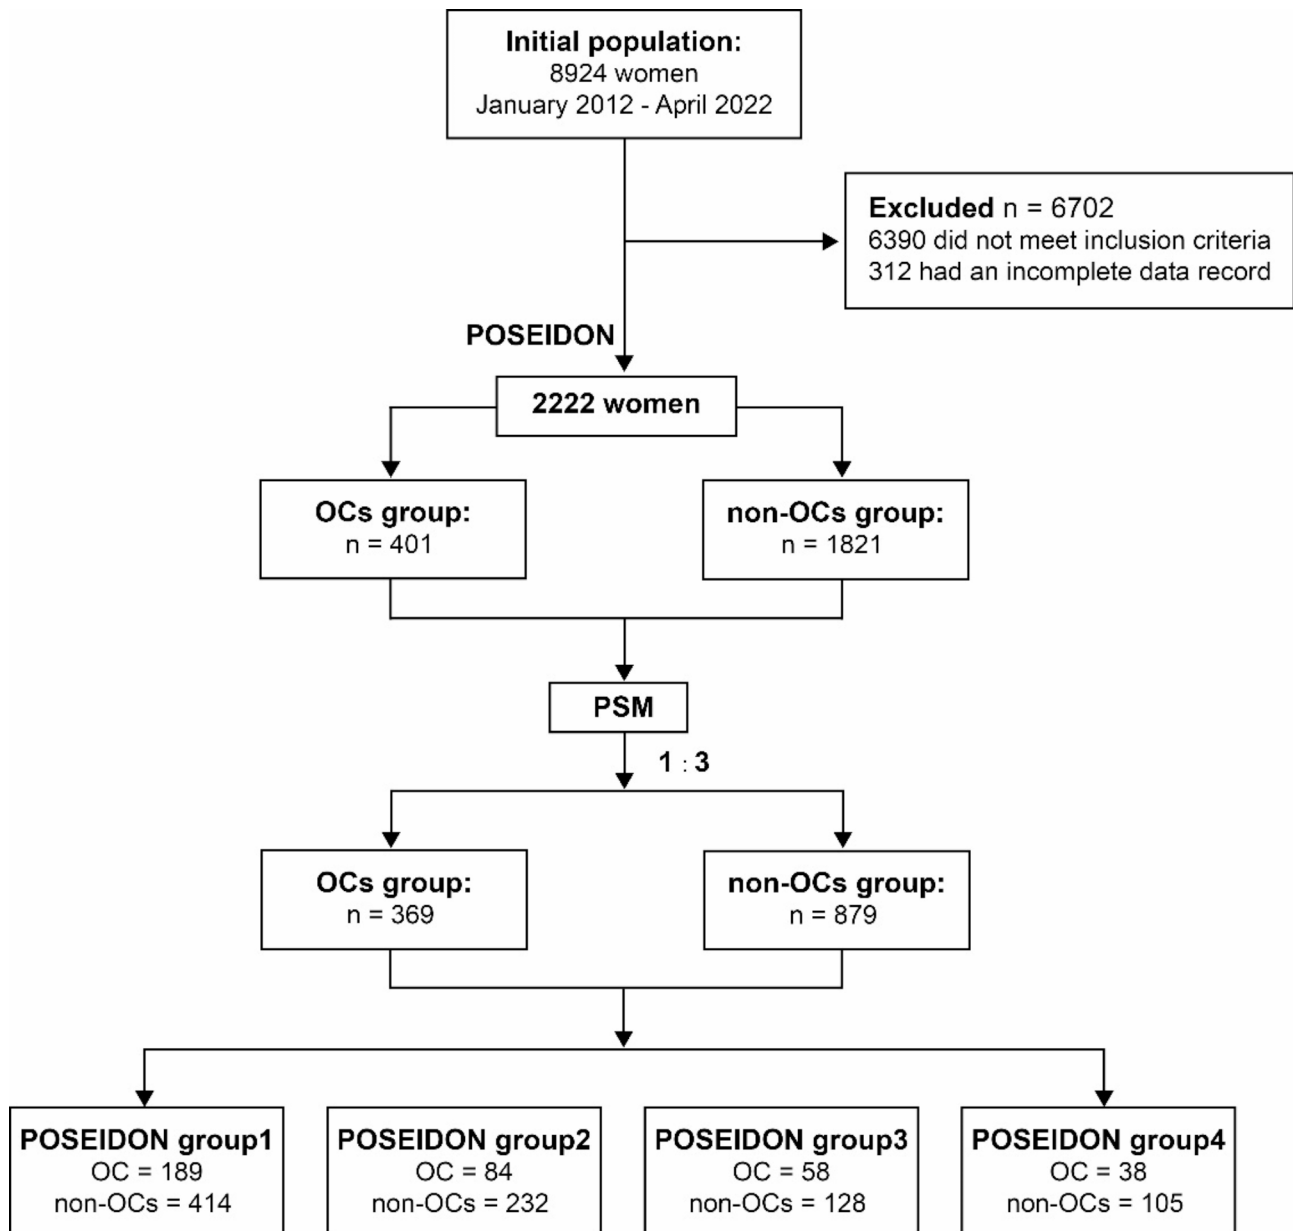 Initial population:
8924 women
January 2012 - April 2022
Excluded n = 6702
6390 did not meet inclusion criteria
312 had an incomplete data record
POSEIDON
2222 women
OCs group:
n = 401
non-OCs group:
n = 1821
PSM
1 : 3
OCs group:
n = 369
non-OCs group:
n = 879
POSEIDON group1
OC = 189
non-OCs = 414
POSEIDON group2
OC = 84
non-OCs = 232
POSEIDON group3
OC = 58
non-OCs = 128
POSEIDON group4
OC = 38
non-OCs = 105